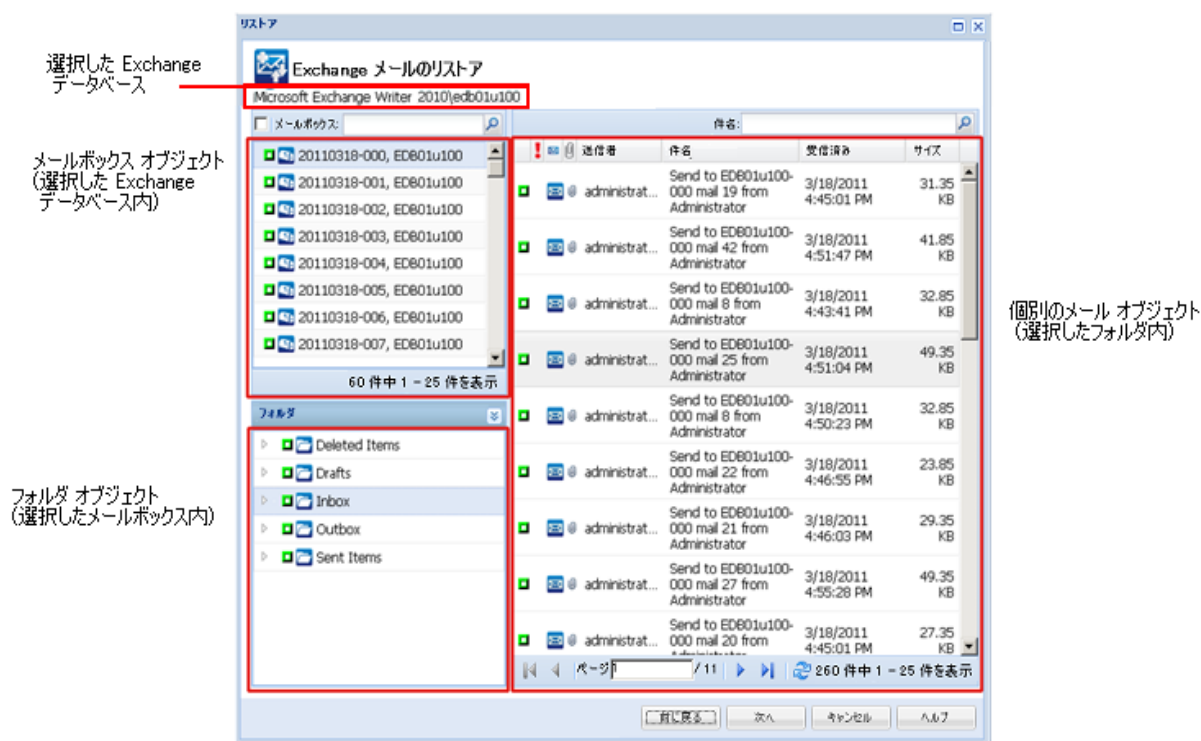 リストア
選択した Exchange
データベース
Exchange メールのリストア
Microsoft Exchange Writer 2010\edb01u100
メールボックス:
件名:
メールボックス オブジェクト
(選択した Exchange
データベース内)
20110318-000, EDB01u100
20110318-001, EDB01u100
20110318-002, EDB01u100
20110318-003, EDB01u100
20110318-004, EDB01u100
20110318-005, EDB01u100
20110318-006, EDB01u100
20110318-007, EDB01u100
60 件中 1 - 25 件を表示
フォルダ
フォルダ オブジェクト
(選択したメールボックス内)
Deleted Items
Drafts
Inbox
Outbox
Sent Items
送信者 件名 受信済み サイズ
administrat... Send to EDB01u100-
000 mail 19 from
Administrator
3/18/2011
4:45:01 PM
31.35
KB
administrat... Send to EDB01u100-
000 mail 42 from
Administrator
3/18/2011
4:51:47 PM
41.85
KB
administrat... Send to EDB01u100-
000 mail 8 from
Administrator
3/18/2011
4:43:41 PM
32.85
KB
administrat... Send to EDB01u100-
000 mail 25 from
Administrator
3/18/2011
4:51:04 PM
49.35
KB
administrat... Send to EDB01u100-
000 mail 8 from
Administrator
3/18/2011
4:50:23 PM
32.85
KB
administrat... Send to EDB01u100-
000 mail 22 from
Administrator
3/18/2011
4:46:55 PM
23.85
KB
administrat... Send to EDB01u100-
000 mail 21 from
Administrator
3/18/2011
4:46:03 PM
29.35
KB
administrat... Send to EDB01u100-
000 mail 27 from
Administrator
3/18/2011
4:55:28 PM
49.35
KB
administrat... Send to EDB01u100-
000 mail 20 from
3/18/2011
4:45:01 PM
27.35
KB
ページ 1 / 11 260 件中 1 - 25 件を表示
個別のメール オブジェクト
(選択したフォルダ内)
前に戻る 次へ キャンセル ヘルプ